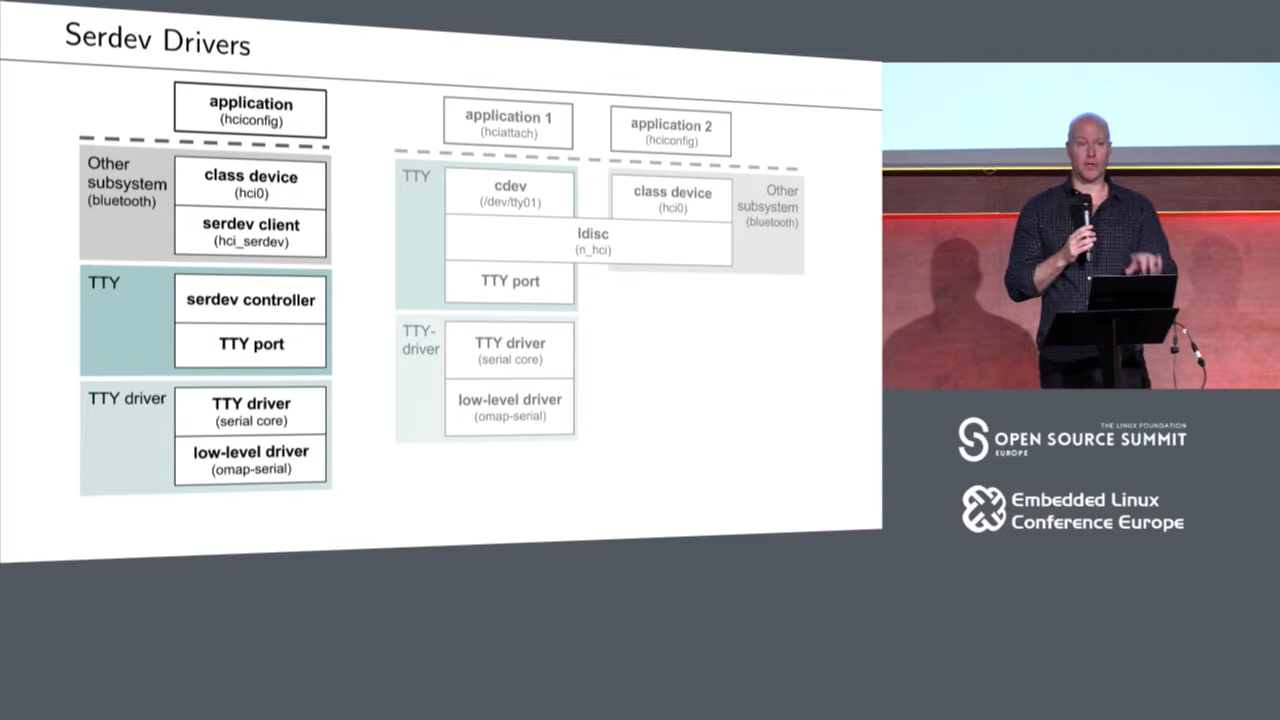 Serdev Drivers
application
(hciconfig)
Other
subsystem
(bluetooth)
class device
(hci0)
serdev client
(hci_serdev)
TTY
serdev controller
TTY port
TTY driver
TTY driver
(serial core)
low-level driver
(omap-serial)
application 1
(hciattach)
application 2
(hciconfig)
TTY
cdev
(/dev/tty01)
class device
(hci0)
Other
subsystem
(bluetooth)
ldisc
(n_hci)
TTY port
TTY-
driver
TTY driver
(serial core)
low-level driver
(omap-serial)
THE LINUX FOUNDATION
OPEN SOURCE SUMMIT
EUROPE
Embedded Linux
Conference Europe